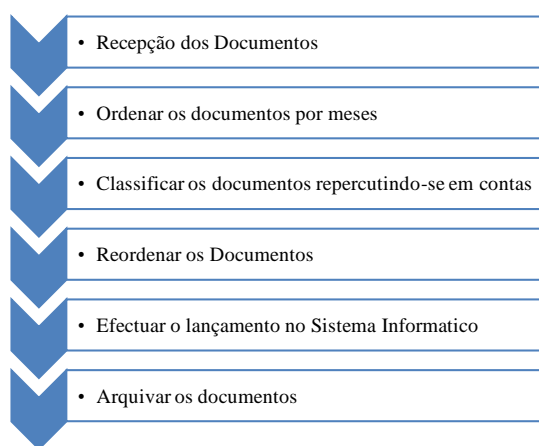 • Recepção dos Documentos
• Ordenar os documentos por meses
• Classificar os documentos repercutindo-se em contas
• Reordenar os Documentos
• Efectuar o lançamento no Sistema Informatico
• Arquivar os documentos